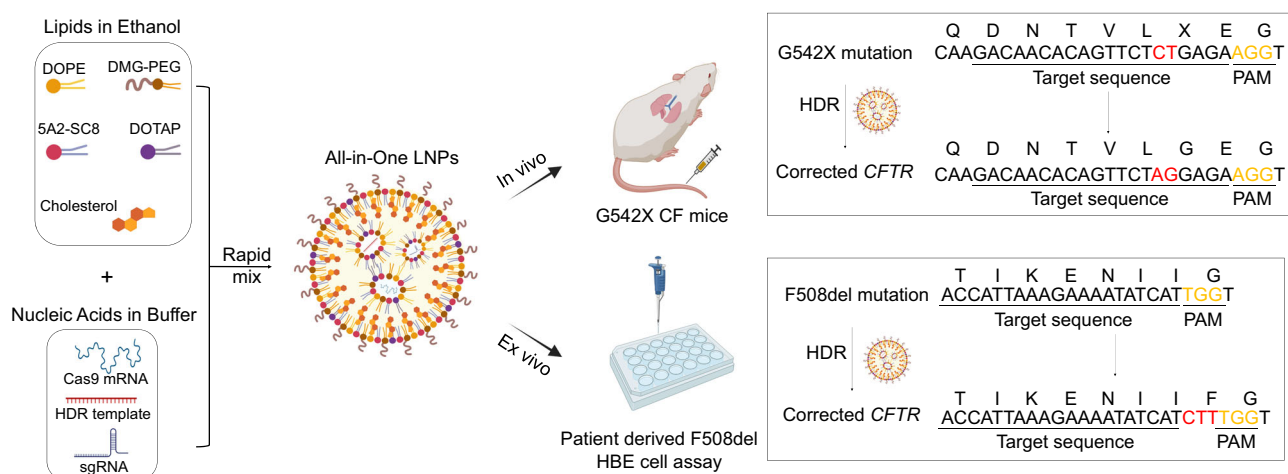 Lipids in Ethanol
DOPE
DMG-PEG
5A2-SC8
DOTAP
Cholesterol
+
Nucleic Acids in Buffer
Cas9 mRNA
HDR template
sgRNA
Rapid
mix
All-in-One LNPs
In vivo
Ex vivo
G542X CF mice
Patient derived F508del
HBE cell assay
Q D N T V L X E G
G542X mutation CAAGACAACACAGTTCTCTGAGAAGGT
Target sequence PAM
HDR
Q D N T V L G E G
Corrected CFTR CAAGACAACACAGTTCTAGGAGAAGGT
Target sequence PAM
T I K E N I I G
F508del mutation ACCATTAAAGAAAATATCATTGGT
Target sequence PAM
HDR
T I K E N I I F G
Corrected CFTR ACCATTAAAGAAAATATCATCTTTGGT
Target sequence PAM